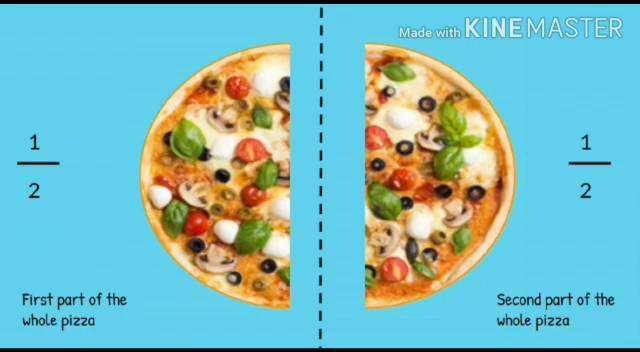 Made with KINEMASTER
1
2
1
2
First part of the
whole pizza
Second part of the
whole pizza